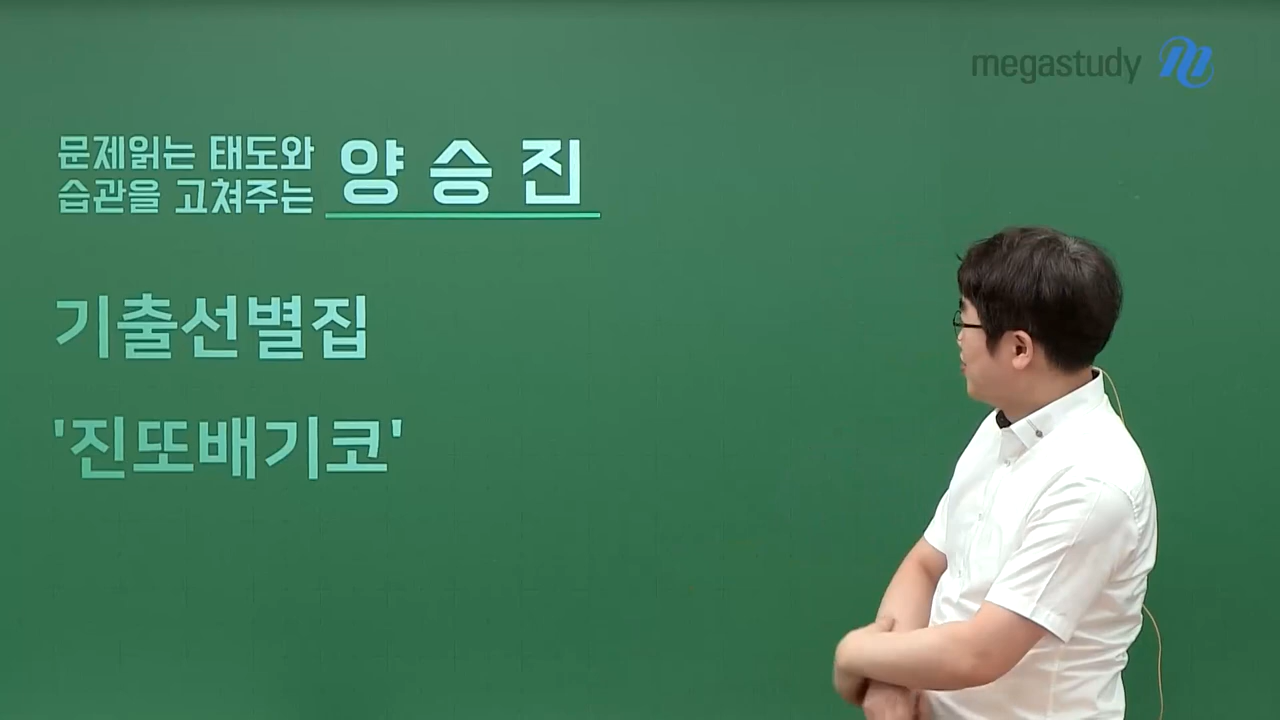 megastudy
문제읽는 태도와
습관을 고쳐주는 양승진
기출선별집
'진또배기코'